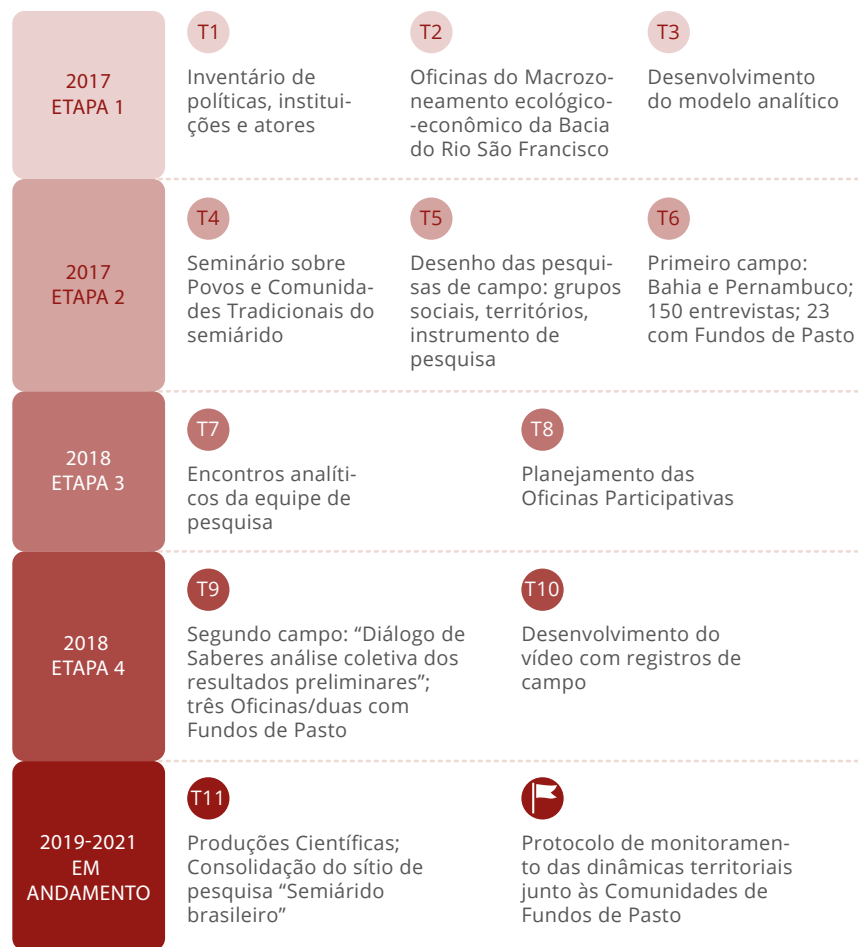 2017
ETAPA 1
T1
Inventário de
políticas, institui-
ções e atores
T2
Oficinas do Macrozo-
neamento ecológico-
-econômico da Bacia
do Rio São Francisco
T3
Desenvolvimento
do modelo analítico
2017
ETAPA 2
T4
Seminário sobre
Povos e Comunida-
des Tradicionais do
semiárido
T5
Desenho das pesqui-
sas de campo: grupos
sociais, territórios,
instrumento de
pesquisa
T6
Primeiro campo:
Bahia e Pernambuco;
150 entrevistas; 23
com Fundos de Pasto
2018
ETAPA 3
T7
Encontros analíti-
cos da equipe de
pesquisa
T8
Planejamento das
Oficinas Participativas
2018
ETAPA 4
T9
Segundo campo: “Diálogo de
Saberes análise coletiva dos
resultados preliminares”;
três Oficinas/duas com
Fundos de Pasto
T10
Desenvolvimento do
vídeo com registros de
campo
2019-2021
EM
ANDAMENTO
T11
Produções Científicas;
Consolidação do sítio de
pesquisa “Semiárido
brasileiro”
Protocolo de monitoramen-
to das dinâmicas territoriais
junto às Comunidades de
Fundos de Pasto